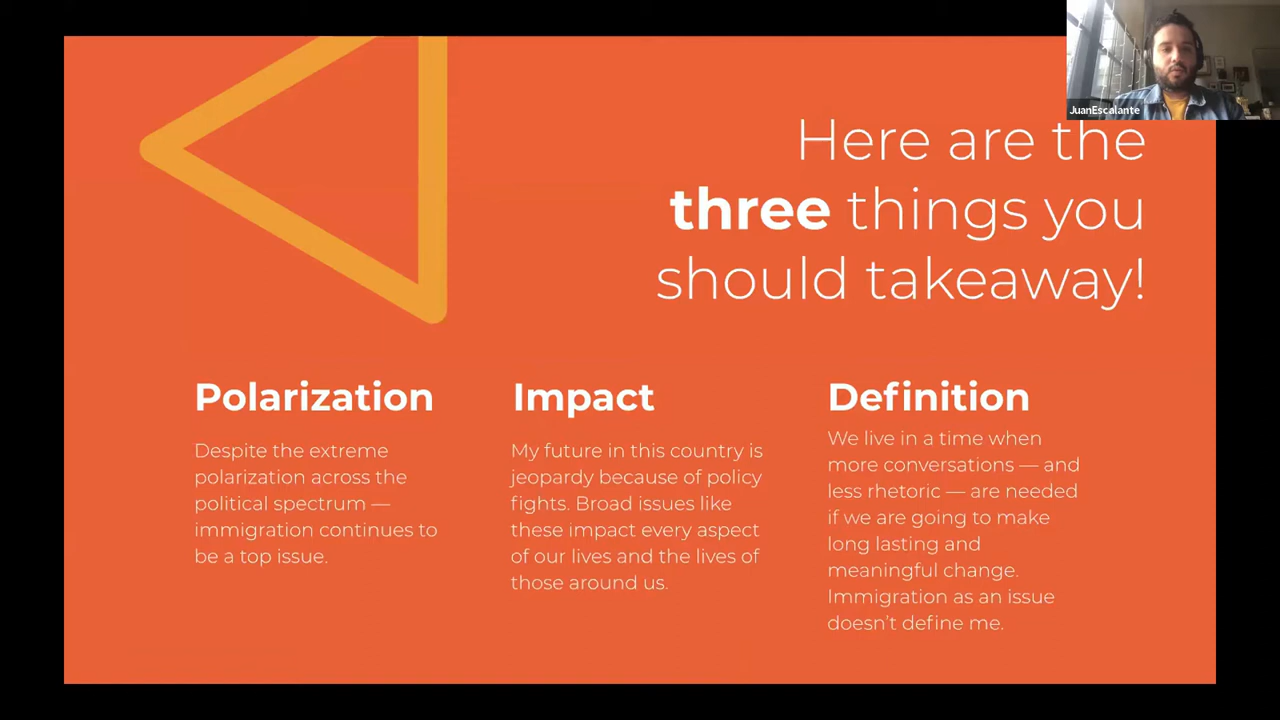 JuanEscalante
Here are the
three things you
should takeaway!
Polarization
Despite the extreme
polarization across the
political spectrum —
immigration continues to
be a top issue.
Impact
My future in this country is
jeopardy because of policy
fights. Broad issues like
these impact every aspect
of our lives and the lives of
those around us.
Definition
We live in a time when
more conversations — and
less rhetoric — are needed
if we are going to make
long lasting and
meaningful change.
Immigration as an issue
doesn't define me.